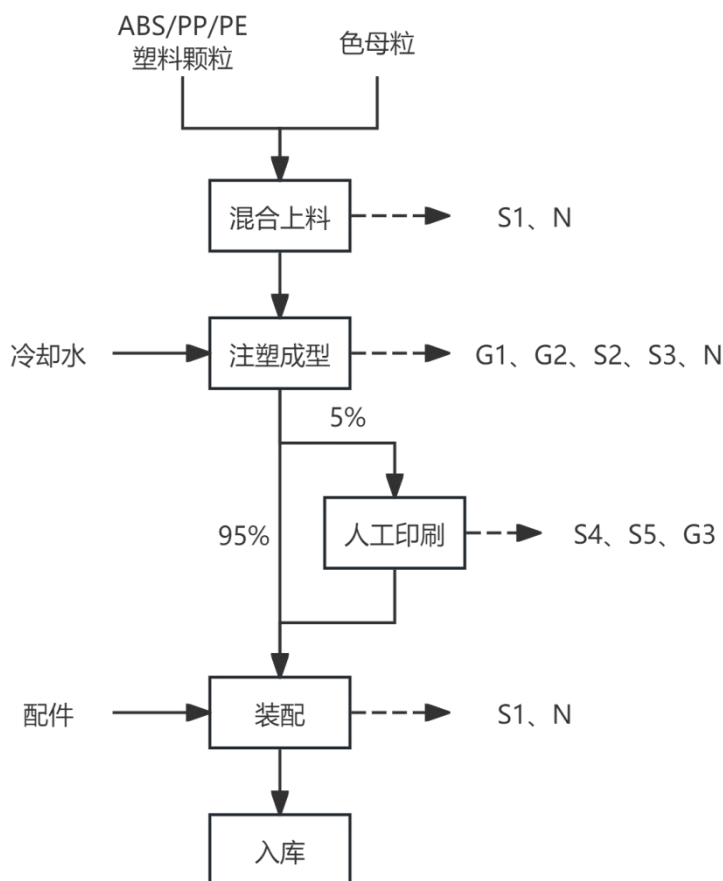 ABS/PP/PE
塑料颗粒
色母粒
混合上料
S1、N
冷却水
注塑成型
G1、G2、S2、S3、N
5%
95%
人工印刷
S4、S5、G3
配件
装配
S1、N
入库